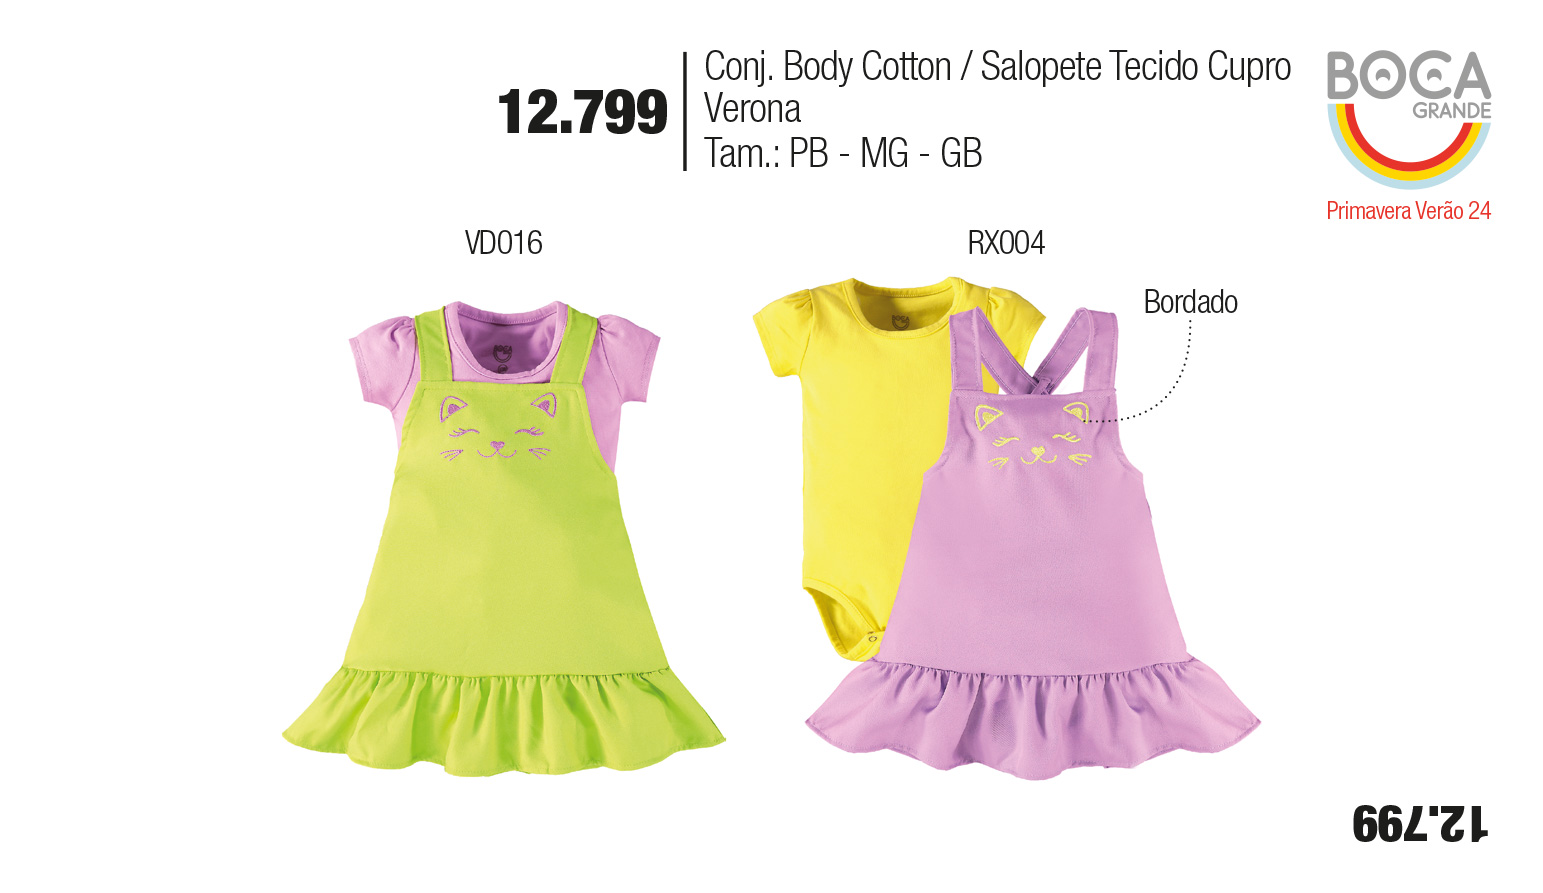 12.799
Conj. Body Cotton / Salopete Tecido Cupro
Verona
Tam.: PB - MG - GB
BOCA
GRANDE
Primavera Verão 24
VD016
RX004
Bordado
BOCA
12.799